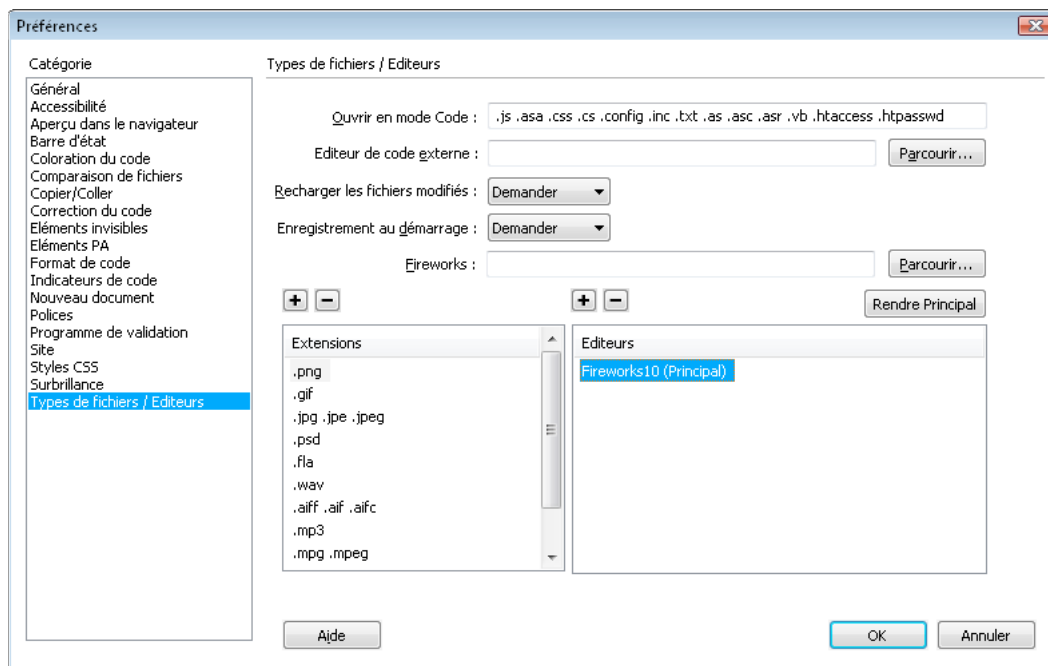 Préférences
Catégorie
Général
Accessibilité
Aperçu dans le navigateur
Barre d'état
Coloration du code
Comparaison de fichiers
Copier/Coller
Correction du code
Eléments invisibles
Eléments PA
Format de code
Indicateurs de code
Nouveau document
Polices
Programme de validation
Site
Styles CSS
Surbrillance
Types de fichiers / Editeurs
Types de fichiers / Editeurs
Ouvrir en mode Code : .js .asa .css .cs .config .inc .txt .as .asc .asr .vb .htaccess .htpasswd
Editeur de code externe : Parcourir...
Recharger les fichiers modifiés : Demander
Enregistrement au démarrage : Demander
Fireworks : Parcourir...
Rendre Principal
Extensions
.png
.gif
.jpg .jpe .jpeg
.psd
.fla
.wav
.aiff .aif .aifc
.mp3
.mpg .mpeg
Editeurs
Fireworks10 (Principal)
Aide
OK
Annuler